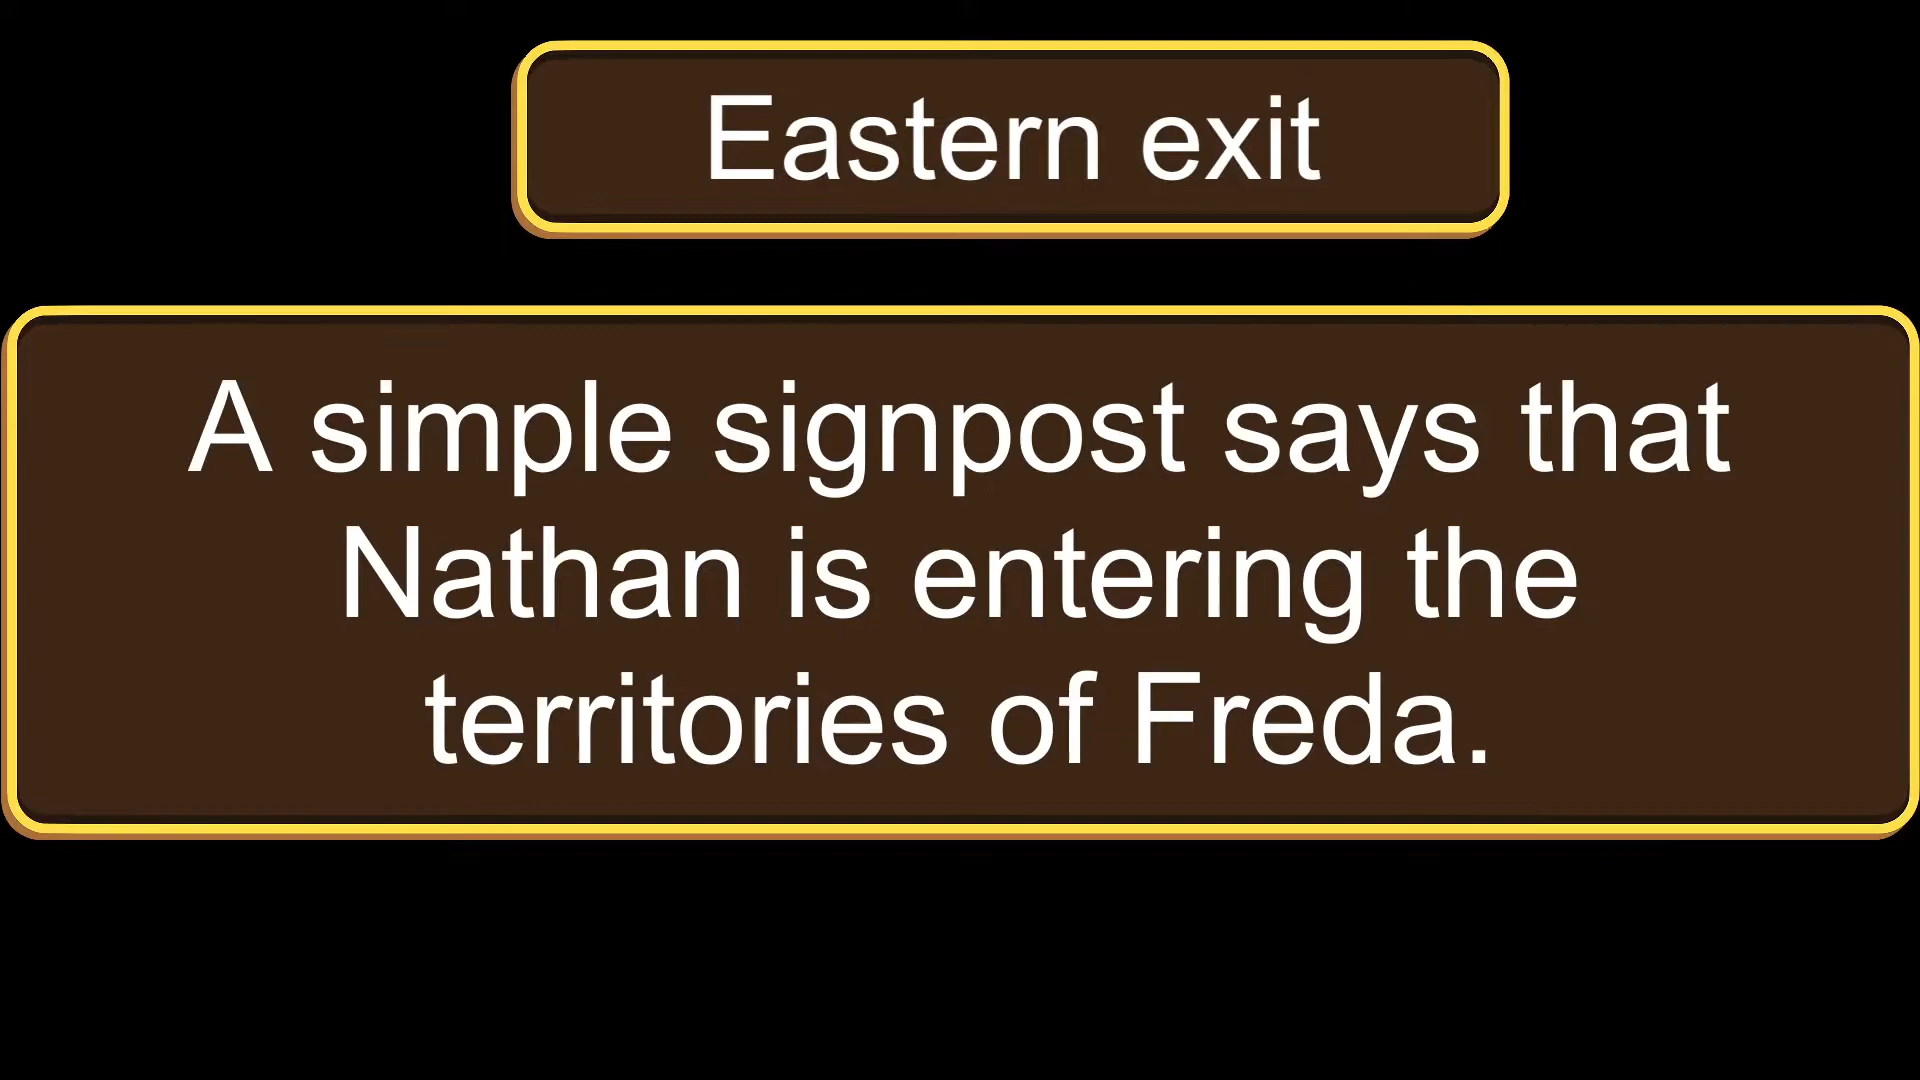 Eastern exit
A simple signpost says that
Nathan is entering the
territories of Freda.